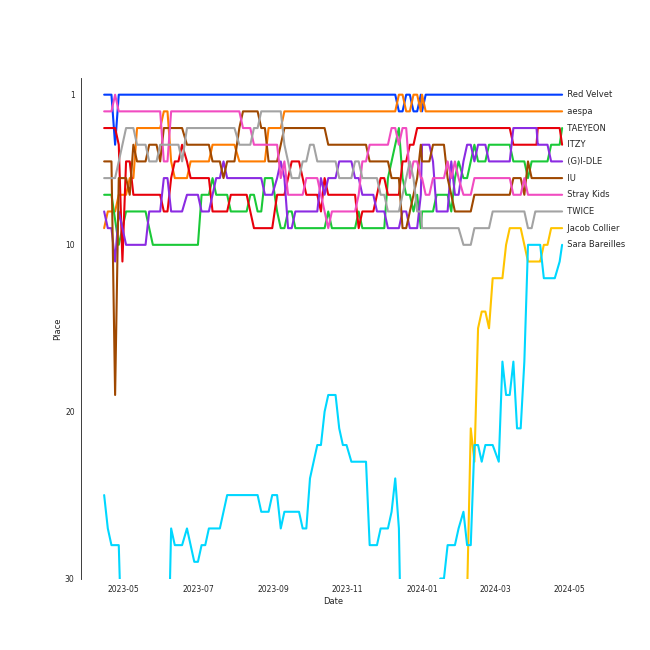 1
10
20
30
Place
2023-05
2023-07
2023-09
2023-11
2024-01
2024-03
2024-05
Date
Red Velvet
aespa
TAEYEON
ITZY
(G)I-DLE
IU
Stray Kids
TWICE
Jacob Collier
Sara Bareilles